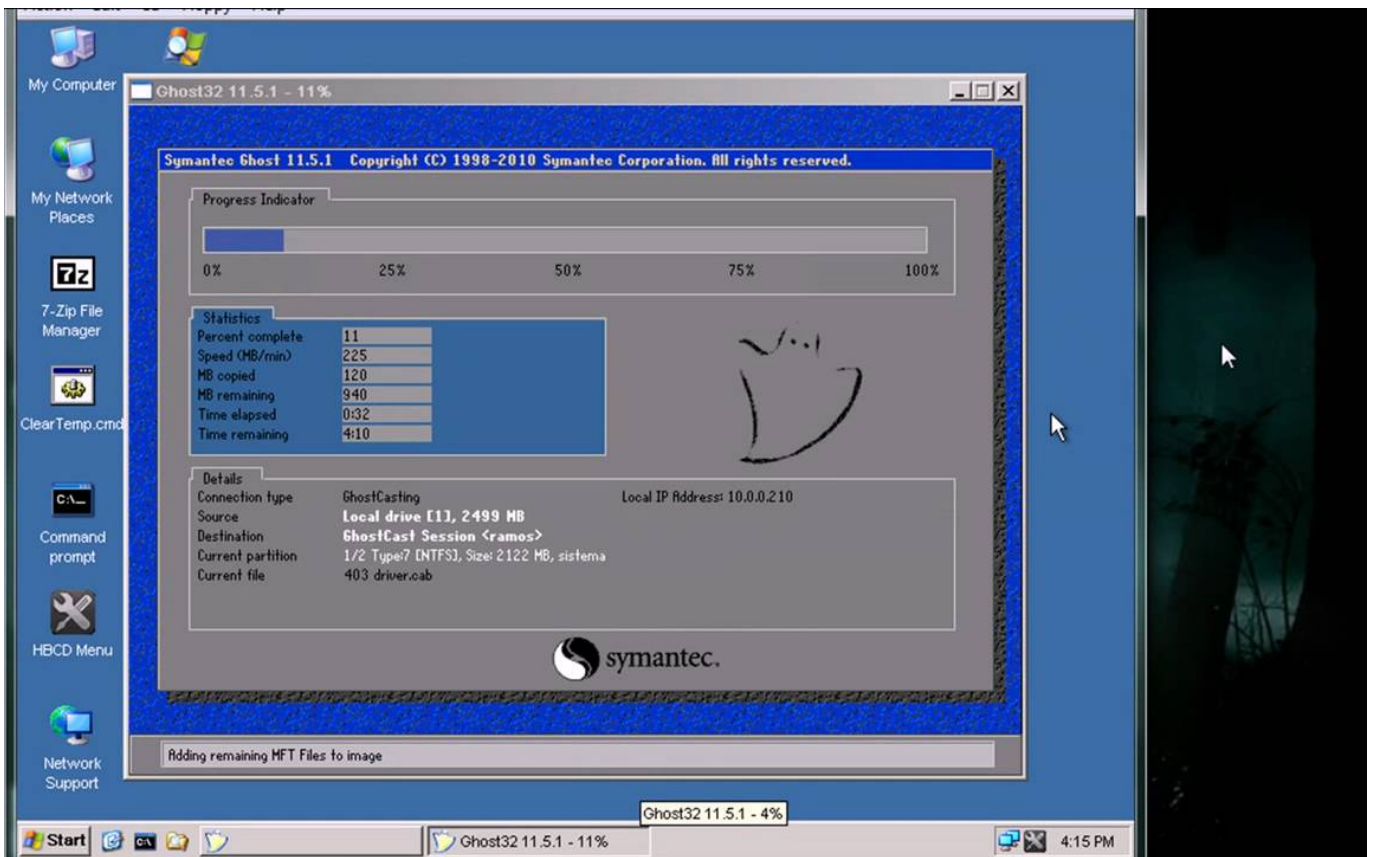 My Computer
Ghost32 11.5.1 - 11%
Symantec Ghost 11.5.1 Copyright (C) 1998-2010 Symantec Corporation. All rights reserved.
Progress Indicator
0% 25% 50% 75% 100%
My Network
Places
7-Zip File
Manager
ClearTemp.cmd
C:\_
Command
prompt
HBCD Menu
Network
Support
Statistics
Percent complete 11
Speed (MB/min) 225
MB copied 120
MB remaining 940
Time elapsed 0:32
Time remaining 4:10
Details
Connection type GhostCasting Local IP Address: 10.0.0.210
Source Local drive [1], 2499 MB
Destination GhostCast Session <ramos>
Current partition 1/2 Type:7 [NTFS], Size: 2122 MB, sistema
Current file 403 driver.cab
symantec.
Adding remaining MFT Files to image
Ghost32 11.5.1 - 4%
Start Ghost32 11.5.1 - 11% 4:15 PM